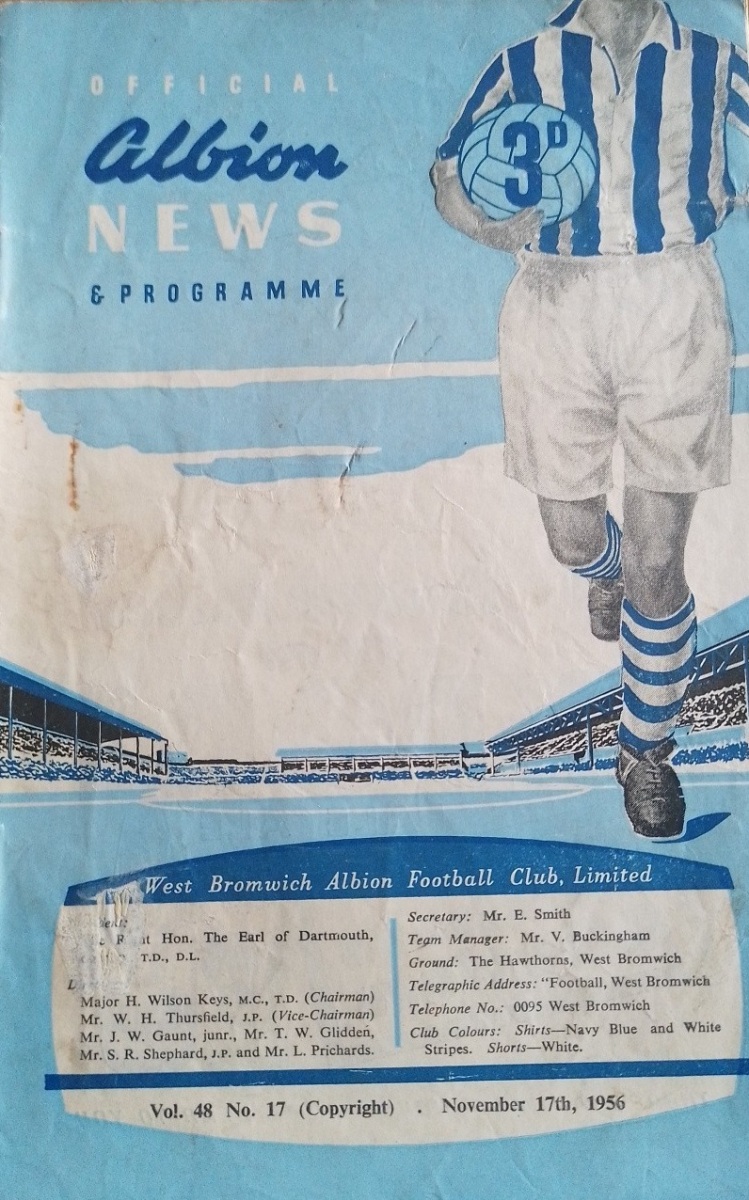 OFFICIAL
Albion
NEWS
& PROGRAMME
3D
West Bromwich Albion Football Club, Limited
Hon. The Earl of Dartmouth,
T.D., D.L.
Major H. Wilson Keys, M.C., T.D. (Chairman)
Mr. W. H. Thursfield, J.P. (Vice-Chairman)
Mr. J. W. Gaunt, junr., Mr. T. W. Glidden,
Mr. S. R. Shephard, J.P. and Mr. L. Prichards.
Secretary: Mr. E. Smith
Team Manager: Mr. V. Buckingham
Ground: The Hawthorns, West Bromwich
Telegraphic Address: "Football, West Bromwich
Telephone No.: 0095 West Bromwich
Club Colours: Shirts—Navy Blue and White
Stripes. Shorts—White.
Vol. 48 No. 17 (Copyright) . November 17th, 1956